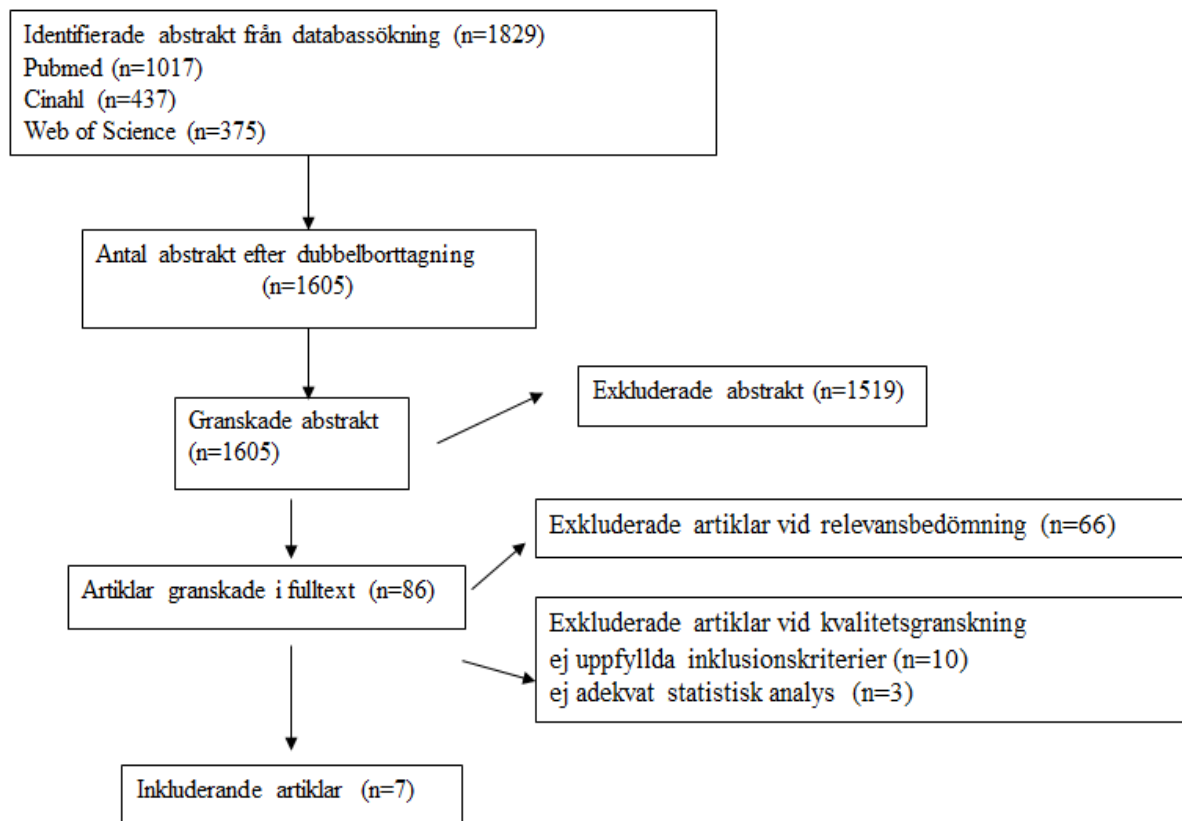 Identifierade abstrakt från databassökning (n=1829)
Pubmed (n=1017)
Cinahl (n=437)
Web of Science (n=375)
Antal abstrakt efter dubbelborttagning
(n=1605)
Exkluderade abstrakt (n=1519)
Granskade abstrakt
(n=1605)
Exkluderade artiklar vid relevansbedömning (n=66)
Artiklar granskade i fulltext (n=86)
Exkluderade artiklar vid kvalitetsgranskning
ej uppfyllda inklusionskriterier (n=10)
ej adekvat statistisk analys (n=3)
Inkluderande artiklar (n=7)